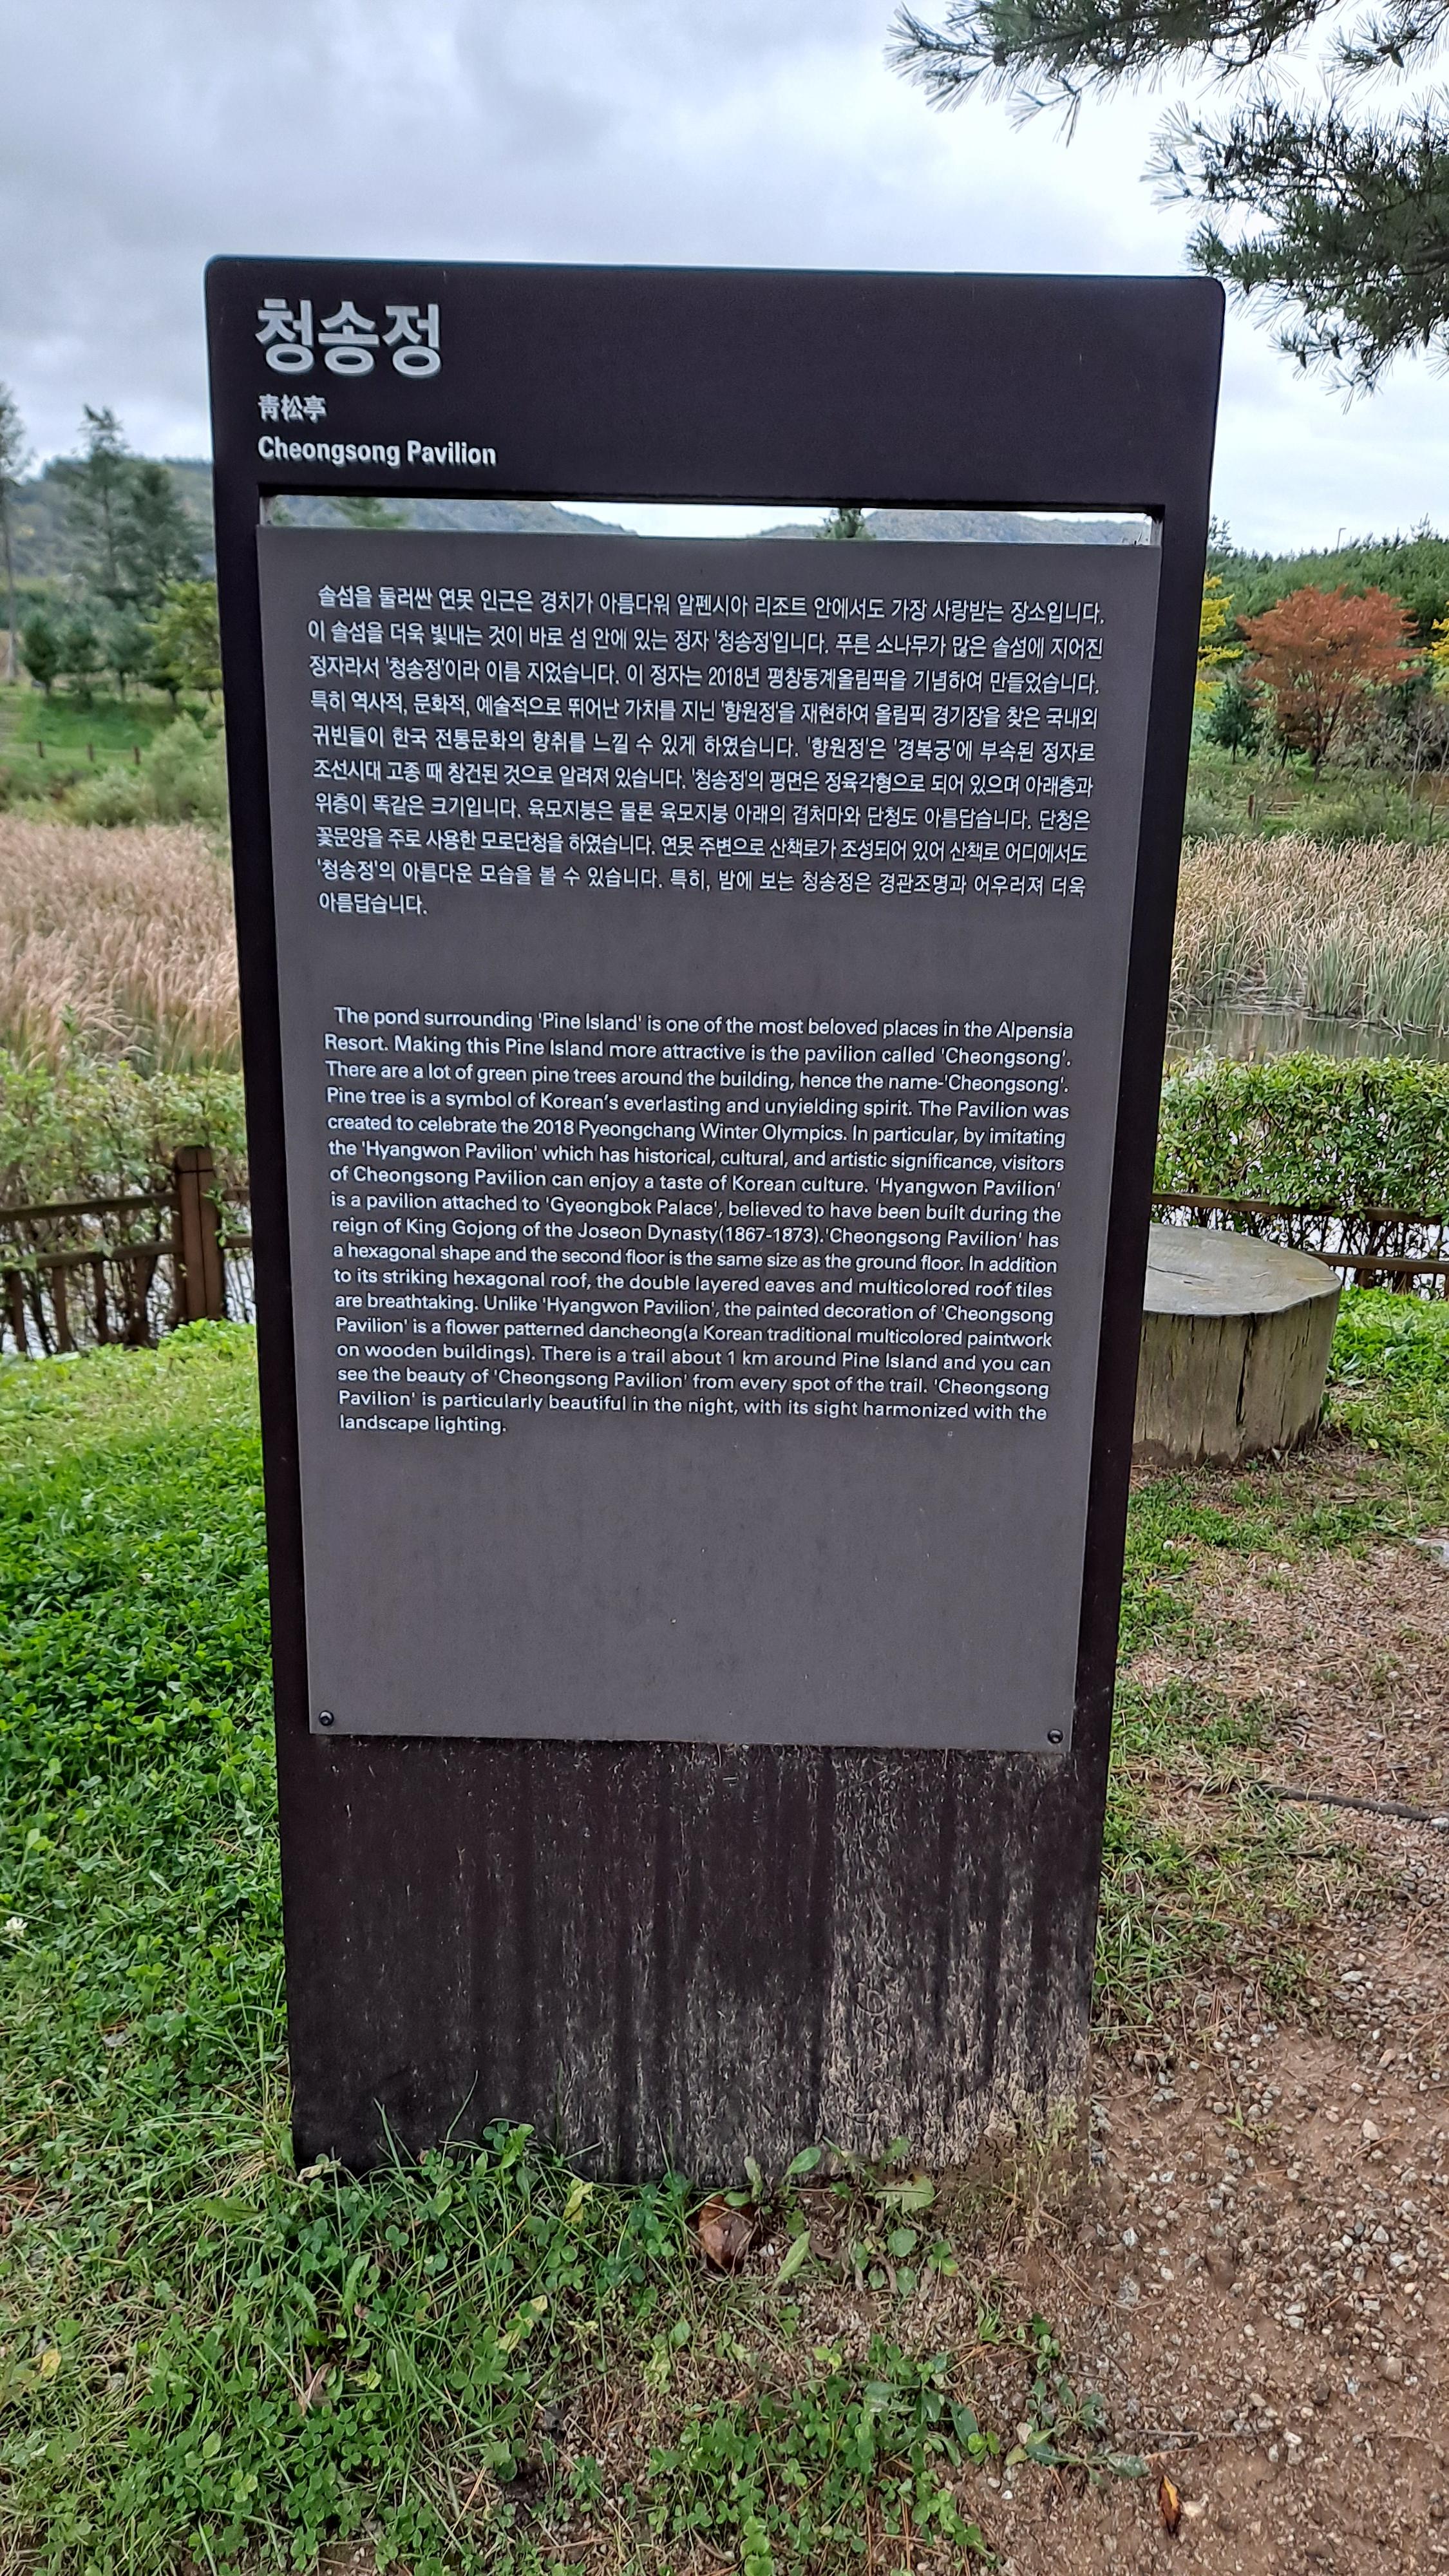 청송정
靑松亭
Cheongsong Pavilion
솔섬을 둘러싼 연못 인근은 경치가 아름다워 알펜시아 리조트 안에서도 가장 사랑받는 장소입니다.
이 솔섬을 더욱 빛내는 것이 바로 섬 안에 있는 정자 '청송정'입니다. 푸른 소나무가 많은 솔섬에 지어진
정자라서 '청송정'이라 이름 지었습니다. 이 정자는 2018년 평창동계올림픽을 기념하여 만들었습니다.
특히 역사적, 문화적, 예술적으로 뛰어난 가치를 지닌 '향원정'을 재현하여 올림픽 경기장을 찾은 국내외
귀빈들이 한국 전통문화의 향취를 느낄 수 있게 하였습니다. '향원정'은 '경복궁'에 부속된 정자로
조선시대 고종 때 창건된 것으로 알려져 있습니다. '청송정'의 평면은 정육각형으로 되어 있으며 아래층과
위층이 똑같은 크기입니다. 육모지붕은 물론 육모지붕 아래의 겹처마와 단청도 아름답습니다. 단청은
꽃문양을 주로 사용한 모로단청을 하였습니다. 연못 주변으로 산책로가 조성되어 있어 산책로 어디에서도
'청송정'의 아름다운 모습을 볼 수 있습니다. 특히, 밤에 보는 청송정은 경관조명과 어우러져 더욱
아름답습니다.
The pond surrounding 'Pine Island' is one of the most beloved places in the Alpensia
Resort. Making this Pine Island more attractive is the pavilion called 'Cheongsong'.
There are a lot of green pine trees around the building, hence the name-'Cheongsong'.
Pine tree is a symbol of Korean's everlasting and unyielding spirit. The Pavilion was
created to celebrate the 2018 Pyeongchang Winter Olympics. In particular, by imitating
the 'Hyangwon Pavilion' which has historical, cultural, and artistic significance, visitors
of Cheongsong Pavilion can enjoy a taste of Korean culture. 'Hyangwon Pavilion'
is a pavilion attached to 'Gyeongbok Palace', believed to have been built during the
reign of King Gojong of the Joseon Dynasty(1867-1873).'Cheongsong Pavilion' has
a hexagonal shape and the second floor is the same size as the ground floor. In addition
to its striking hexagonal roof, the double layered eaves and multicolored roof tiles
are breathtaking. Unlike 'Hyangwon Pavilion', the painted decoration of 'Cheongsong
Pavilion' is a flower patterned dancheong(a Korean traditional multicolored paintwork
on wooden buildings). There is a trail about 1 km around Pine Island and you can
see the beauty of 'Cheongsong Pavilion' from every spot of the trail. 'Cheongsong
Pavilion' is particularly beautiful in the night, with its sight harmonized with the
landscape lighting.